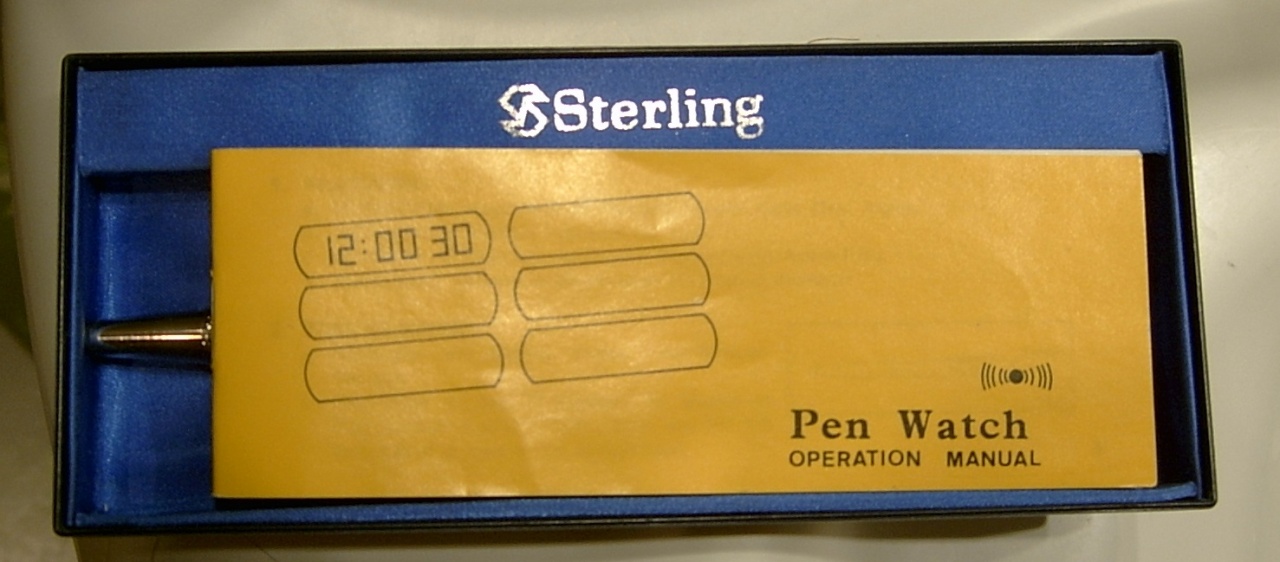 Sterling
12:00 30
Pen Watch
OPERATION MANUAL